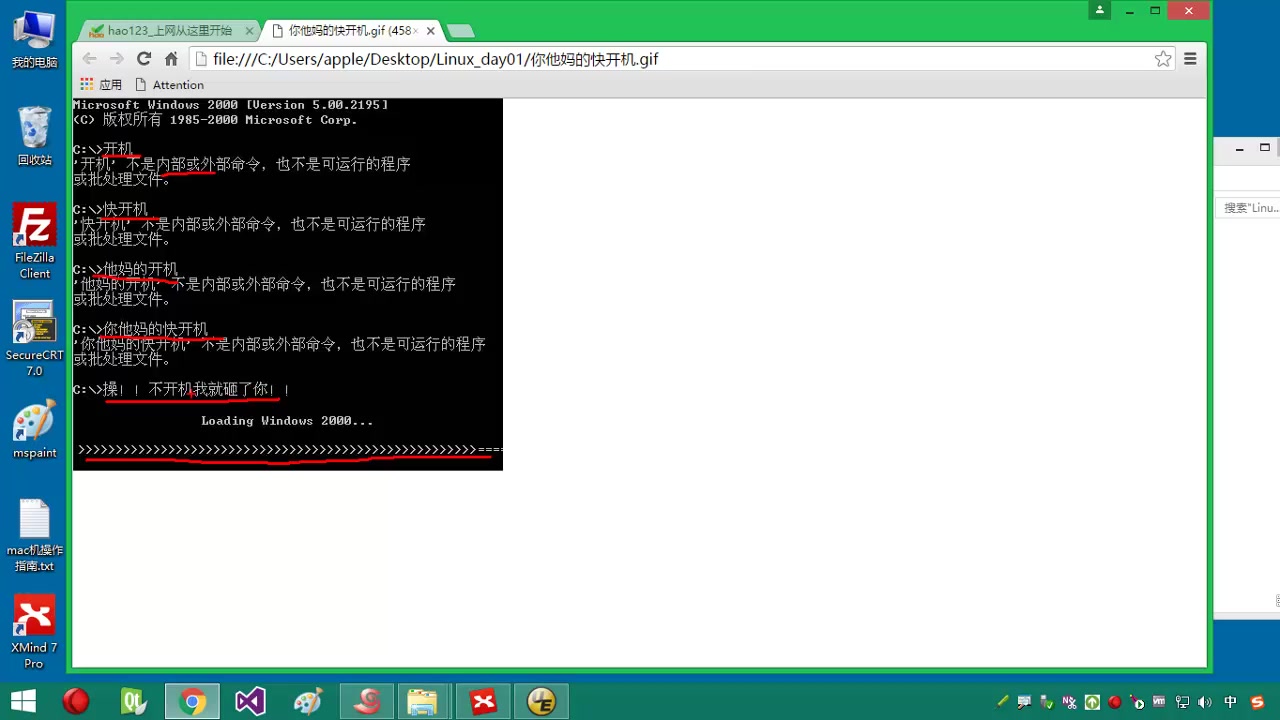 我的电脑
回收站
FileZilla
Client
SecureCRT
7.0
mspaint
mac机操作
指南.txt
XMind 7
Pro
hao123_上网从这里开始
你他妈的快开机.gif (458×
file:///C:/Users/apple/Desktop/Linux_day01/你他妈的快开机.gif
应用
Attention
Microsoft Windows 2000 [Version 5.00.2195]
(C) 版权所有 1985-2000 Microsoft Corp.
C:\>开机
'开机' 不是内部或外部命令，也不是可运行的程序
或批处理文件。
C:\>快开机
'快开机' 不是内部或外部命令，也不是可运行的程序
或批处理文件。
C:\>他妈的开机
'他妈的开机' 不是内部或外部命令，也不是可运行的程序
或批处理文件。
C:\>你他妈的快开机
'你他妈的快开机' 不是内部或外部命令，也不是可运行的程序
或批处理文件。
C:\>操！！不开机我就砸了你！！
Loading Windows 2000...
搜索"Linu...
中